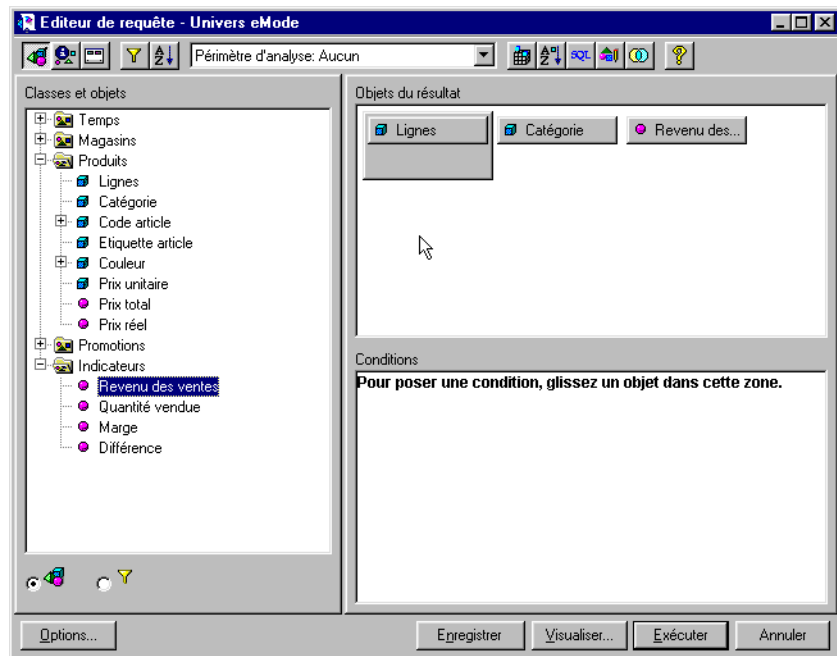 Editeur de requête - Univers eMode
Périmètre d'analyse: Aucun
SQL
Classes et objets
Temps
Magasins
Produits
Lignes
Catégorie
Code article
Etiquette article
Couleur
Prix unitaire
Prix total
Prix réel
Promotions
Indicateurs
Revenu des ventes
Quantité vendue
Marge
Différence
Objets du résultat
Lignes
Catégorie
Revenu des...
Conditions
Pour poser une condition, glissez un objet dans cette zone.
Options...
Enregistrer
Visualiser...
Exécuter
Annuler